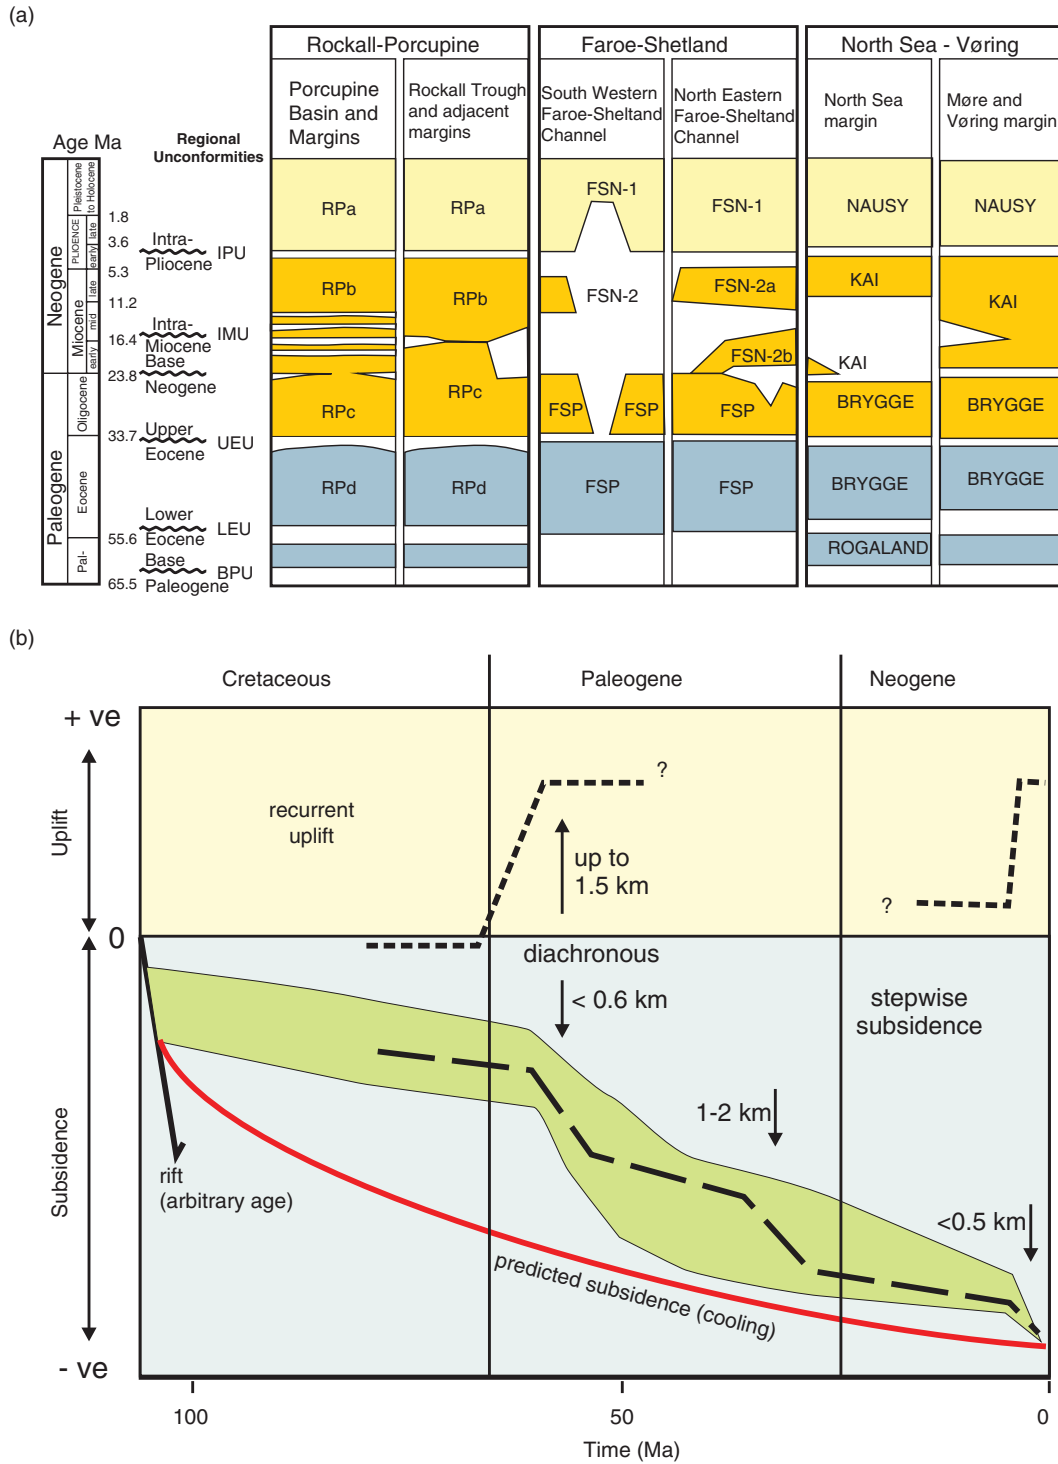 (a)
Rockall-Porcupine
Faroe-Shetland
North Sea - Vøring
Porcupine
Basin and
Margins
Rockall Trough
and adjacent
margins
South Western
Faroe-Sheltand
Channel
North Eastern
Faroe-Sheltand
Channel
North Sea
margin
Møre and
Vøring margin
Age Ma
Regional
Unconformities
Neogene
Paleogene
Pleistocene
to Holocene
PLIOENCE
late
early
Miocene
late
mid
early
Oligocene
Eocene
Pal-
1.8
3.6
5.3
11.2
16.4
23.8
33.7
55.6
65.5
Intra-
Pliocene
IPU
Intra-
Miocene
IMU
Base
Neogene
Upper
Eocene
UEU
Lower
Eocene
LEU
Base
Paleogene
BPU
RPa
RPb
RPc
RPd
RPa
RPb
RPc
RPd
FSN-1
FSN-2
FSP
FSP
FSP
FSN-1
FSN-2a
FSN-2b
FSP
FSP
NAUSY
KAI
KAI
BRYGGE
BRYGGE
ROGALAND
NAUSY
KAI
BRYGGE
BRYGGE
(b)
Cretaceous
Paleogene
Neogene
+ ve
Uplift
0
Subsidence
- ve
recurrent
uplift
?
up to
1.5 km
?
diachronous
< 0.6 km
stepwise
subsidence
1-2 km
<0.5 km
rift
(arbitrary age)
predicted subsidence (cooling)
100
50
0
Time (Ma)